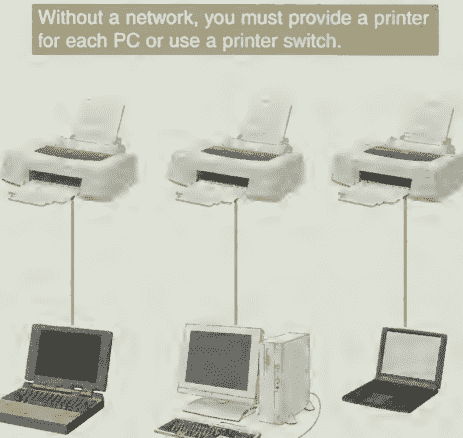 Without a network, you must provide a printer
for each PC or use a printer switch.